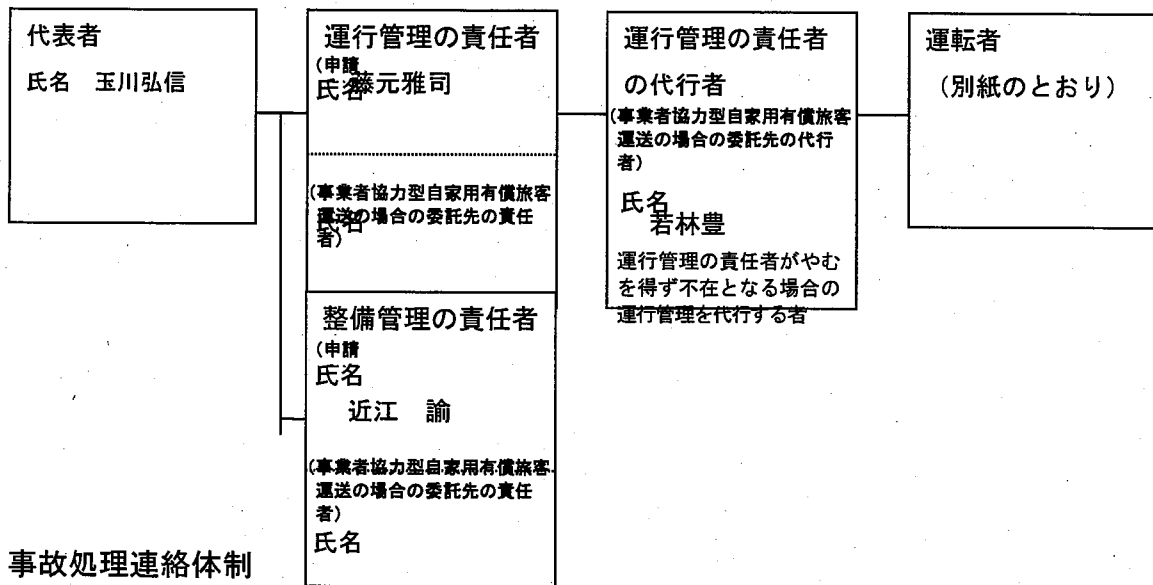 代表者
氏名　玉川弘信
運行管理の責任者
(申請
氏名
藤元雅司
(事業者協力型自家用有償旅客
運送の場合の委託先の責任
者)
氏名
整備管理の責任者
(申請
氏名
近江　諭
(事業者協力型自家用有償旅客
運送の場合の委託先の責任
者)
氏名
運行管理の責任者
の代行者
(事業者協力型自家用有償旅客
運送の場合の委託先の代行
者)
氏名
若林豊
運行管理の責任者がやむ
を得ず不在となる場合の
運行管理を代行する者
運転者
（別紙のとおり）
事故処理連絡体制